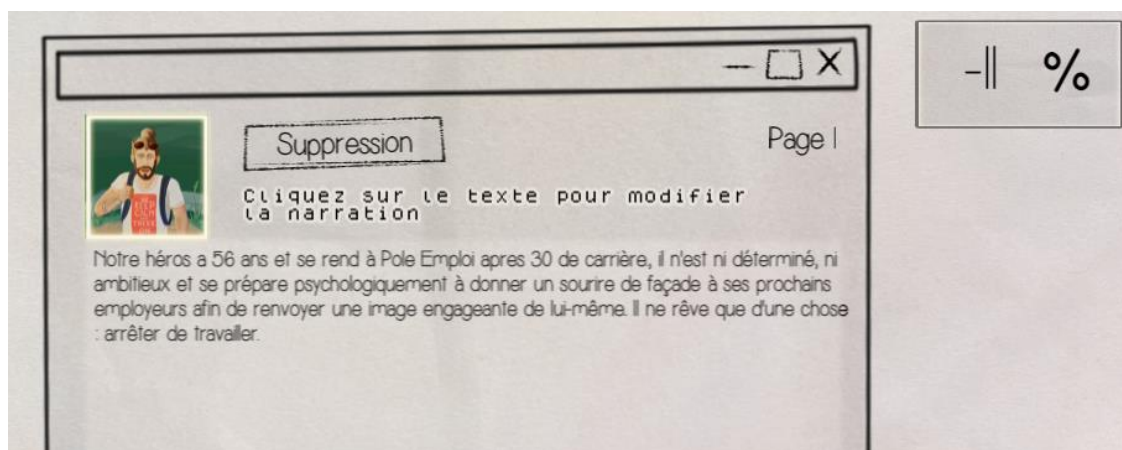 -|| %
Suppression
Page |
Cliquez sur le texte pour modifier
la narration
Notre héros a 56 ans et se rend à Pole Emploi apres 30 de carrière, il n'est ni déterminé, ni
ambitieux et se prépare psychologiquement à donner un sourire de façade à ses prochains
employeurs afin de renvoyer une image engageante de lui-même. Il ne rêve que d'une chose
: arrêter de travailler.